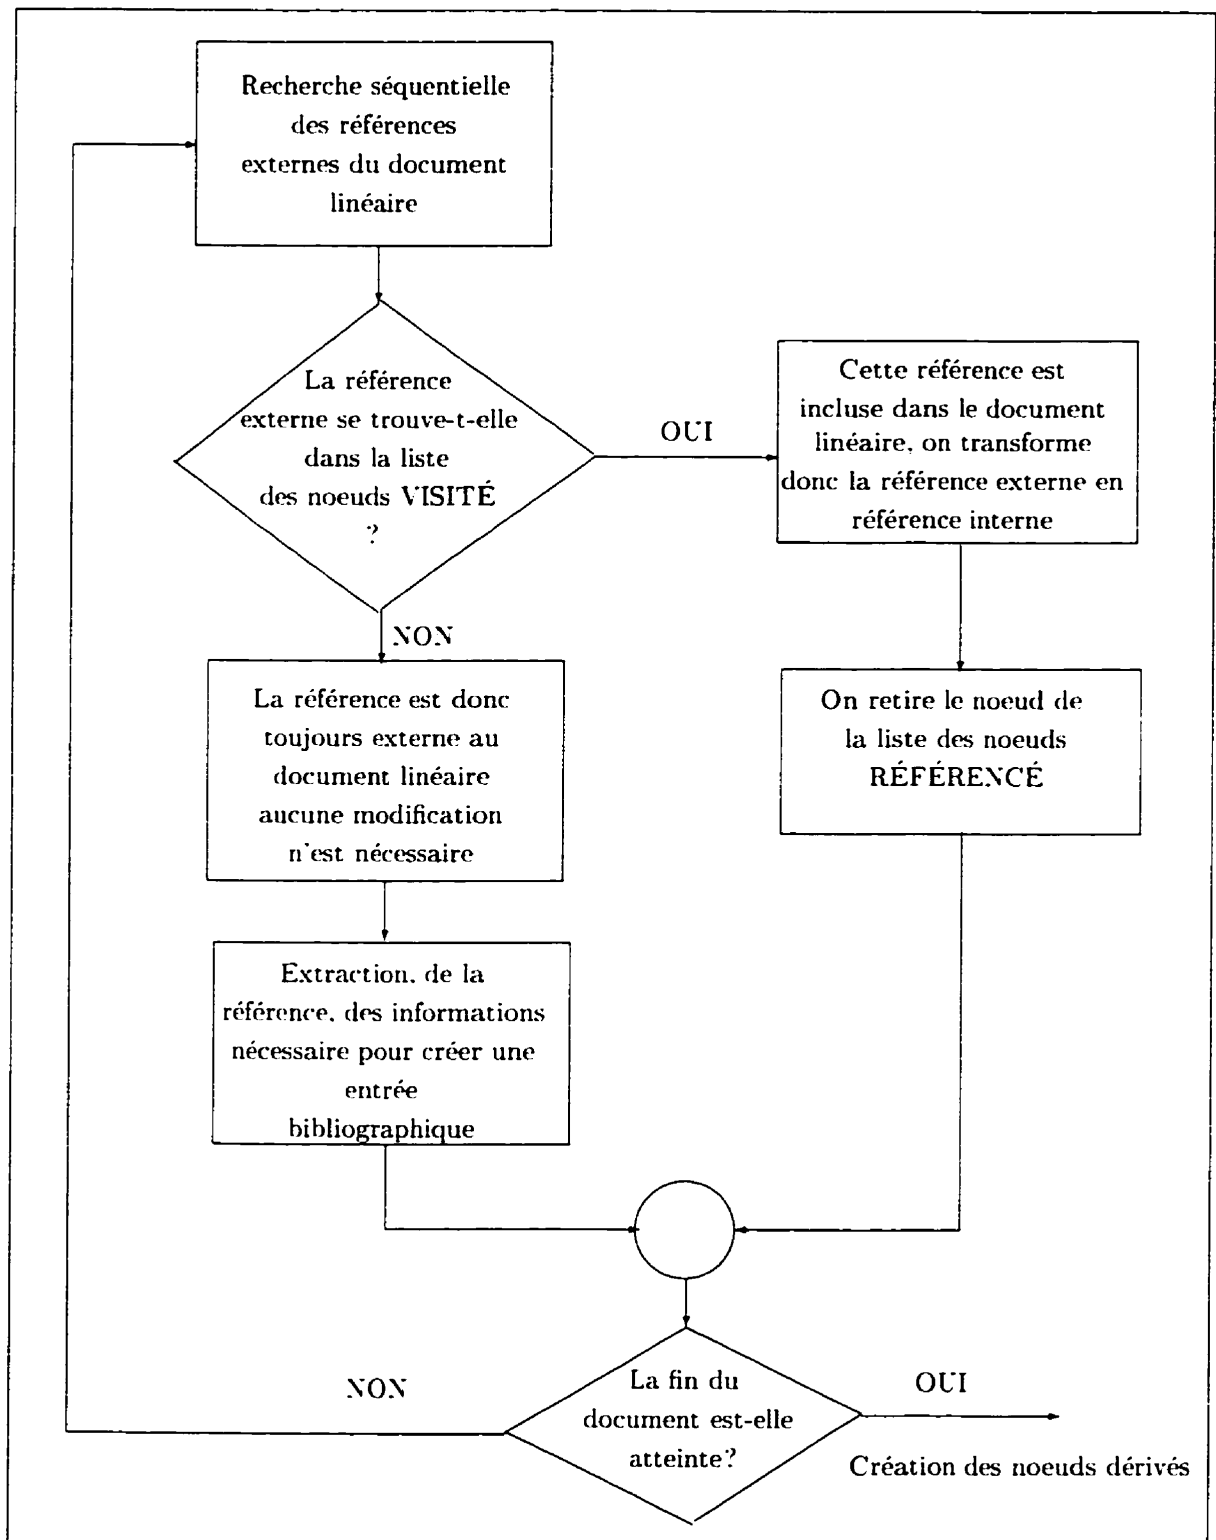 Recherche séquentielle
des références
externes du document
linéaire
La référence
externe se trouve-t-elle
dans la liste
des noeuds VISITÉ
?
OUI
Cette référence est
incluse dans le document
linéaire, on transforme
donc la référence externe en
référence interne
NON
La référence est donc
toujours externe au
document linéaire
aucune modification
n'est nécessaire
On retire le noeud de
la liste des noeuds
RÉFÉRENCÉ
Extraction, de la
référence, des informations
nécessaire pour créer une
entrée
bibliographique
La fin du
document est-elle
atteinte?
NON
OUI
Création des noeuds dérivés